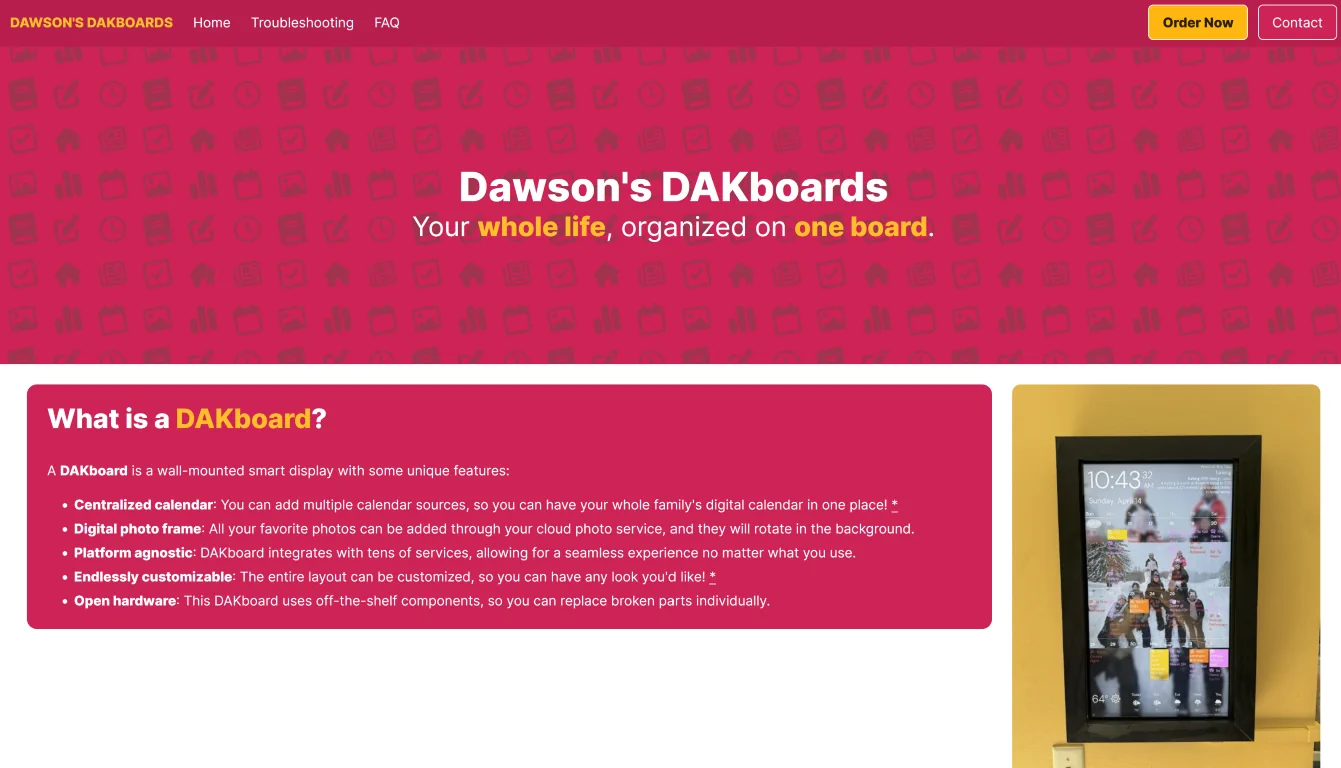 DAWSON'S DAKBOARDS Home Troubleshooting FAQ Order Now Contact
Dawson's DAKboards
Your whole life, organized on one board.
What is a DAKboard?
A DAKboard is a wall-mounted smart display with some unique features:
• Centralized calendar: You can add multiple calendar sources, so you can have your whole family's digital calendar in one place! *
• Digital photo frame: All your favorite photos can be added through your cloud photo service, and they will rotate in the background.
• Platform agnostic: DAKboard integrates with tens of services, allowing for a seamless experience no matter what you use.
• Endlessly customizable: The entire layout can be customized, so you can have any look you'd like! *
• Open hardware: This DAKboard uses off-the-shelf components, so you can replace broken parts individually.
10:43 32
AM
Sunday, April 14
64°